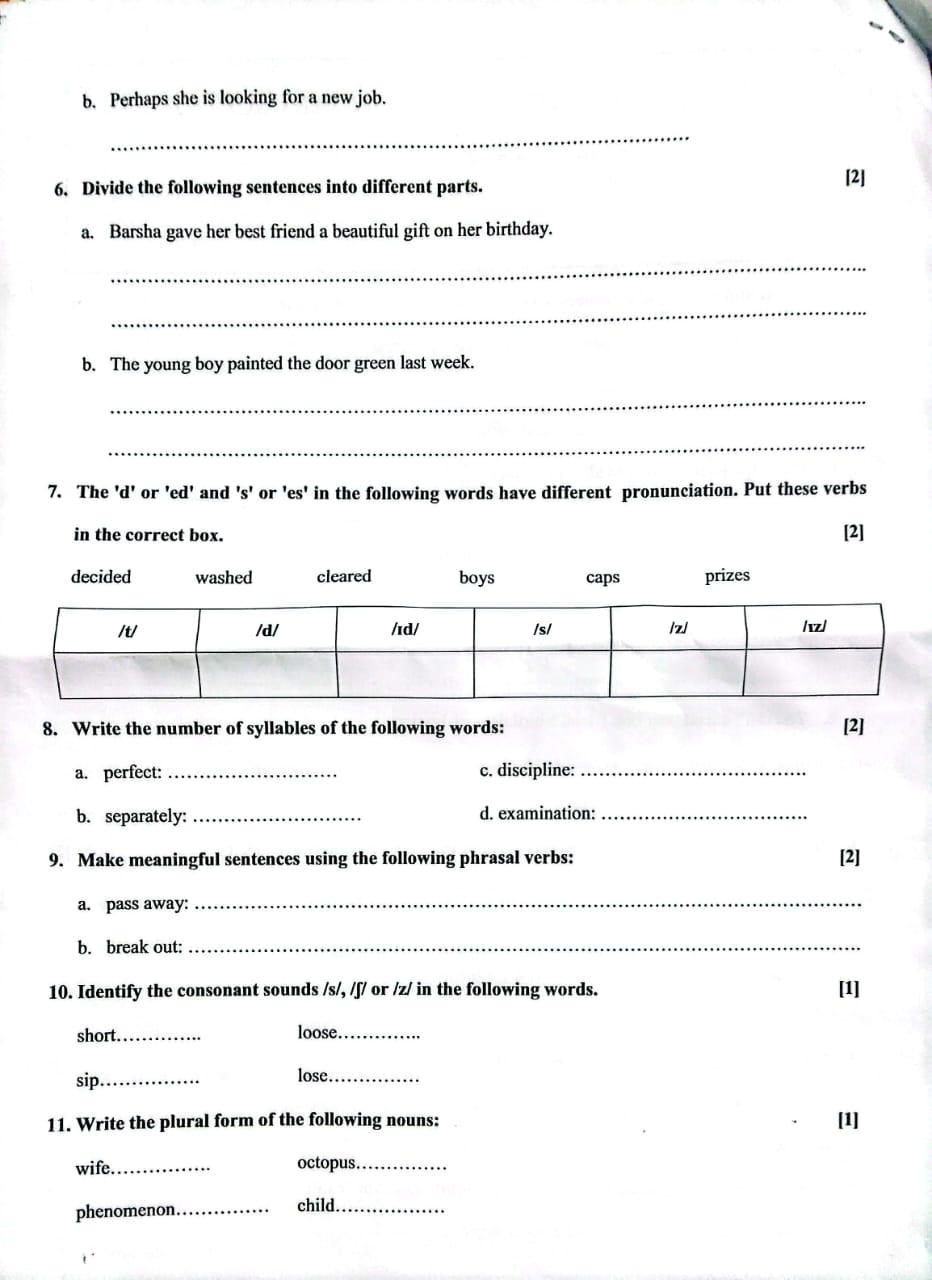 b. Perhaps she is looking for a new job.
........................................................................................
6. Divide the following sentences into different parts. [2]
a. Barsha gave her best friend a beautiful gift on her birthday.
........................................................................................
........................................................................................
b. The young boy painted the door green last week.
........................................................................................
........................................................................................
7. The 'd' or 'ed' and 's' or 'es' in the following words have different pronunciation. Put these verbs
in the correct box. [2]
decided washed cleared boys caps prizes
/t/ /d/ /ɪd/ /s/ /z/ /ɪz/
8. Write the number of syllables of the following words: [2]
a. perfect: ........................... c. discipline: ....................................
b. separately: ........................... d. examination: .................................
9. Make meaningful sentences using the following phrasal verbs: [2]
a. pass away: ........................................................................................
b. break out: ........................................................................................
10. Identify the consonant sounds /s/, /ʃ/ or /z/ in the following words. [1]
short.............. loose..............
sip................ lose...............
11. Write the plural form of the following nouns: [1]
wife................ octopus...............
phenomenon............... child..................